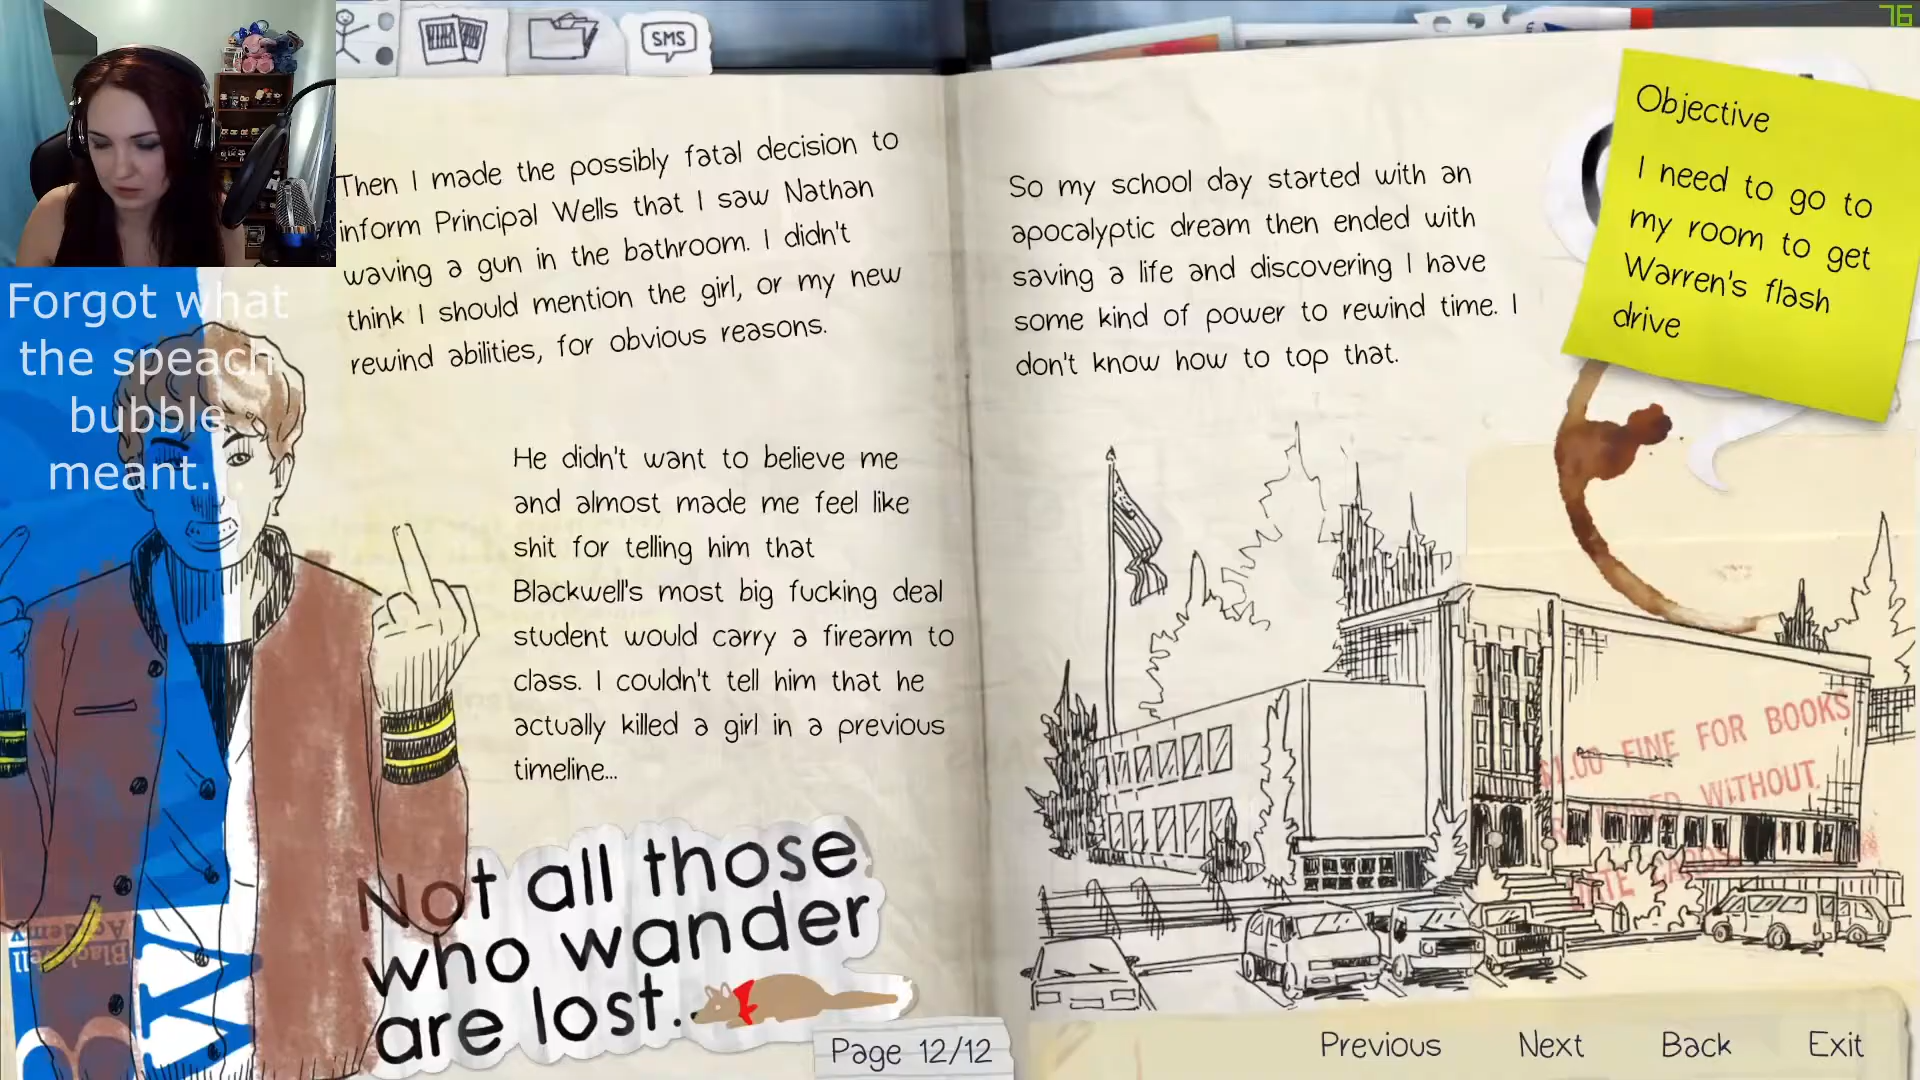 76
SMS
Objective
I need to go to
my room to get
Warren's flash
drive
Forgot what
the speach
bubble
meant.
Then I made the possibly fatal decision to
inform Principal Wells that I saw Nathan
waving a gun in the bathroom. I didn't
think I should mention the girl, or my new
rewind abilities, for obvious reasons.
He didn't want to believe me
and almost made me feel like
shit for telling him that
Blackwell's most big fucking deal
student would carry a firearm to
class. I couldn't tell him that he
actually killed a girl in a previous
timeline...
Not all those
who wander
are lost.
Page 12/12
So my school day started with an
apocalyptic dream then ended with
saving a life and discovering I have
some kind of power to rewind time. I
don't know how to top that.
$1.00 FINE FOR BOOKS
WITHOUT
Previous
Next
Back
Exit